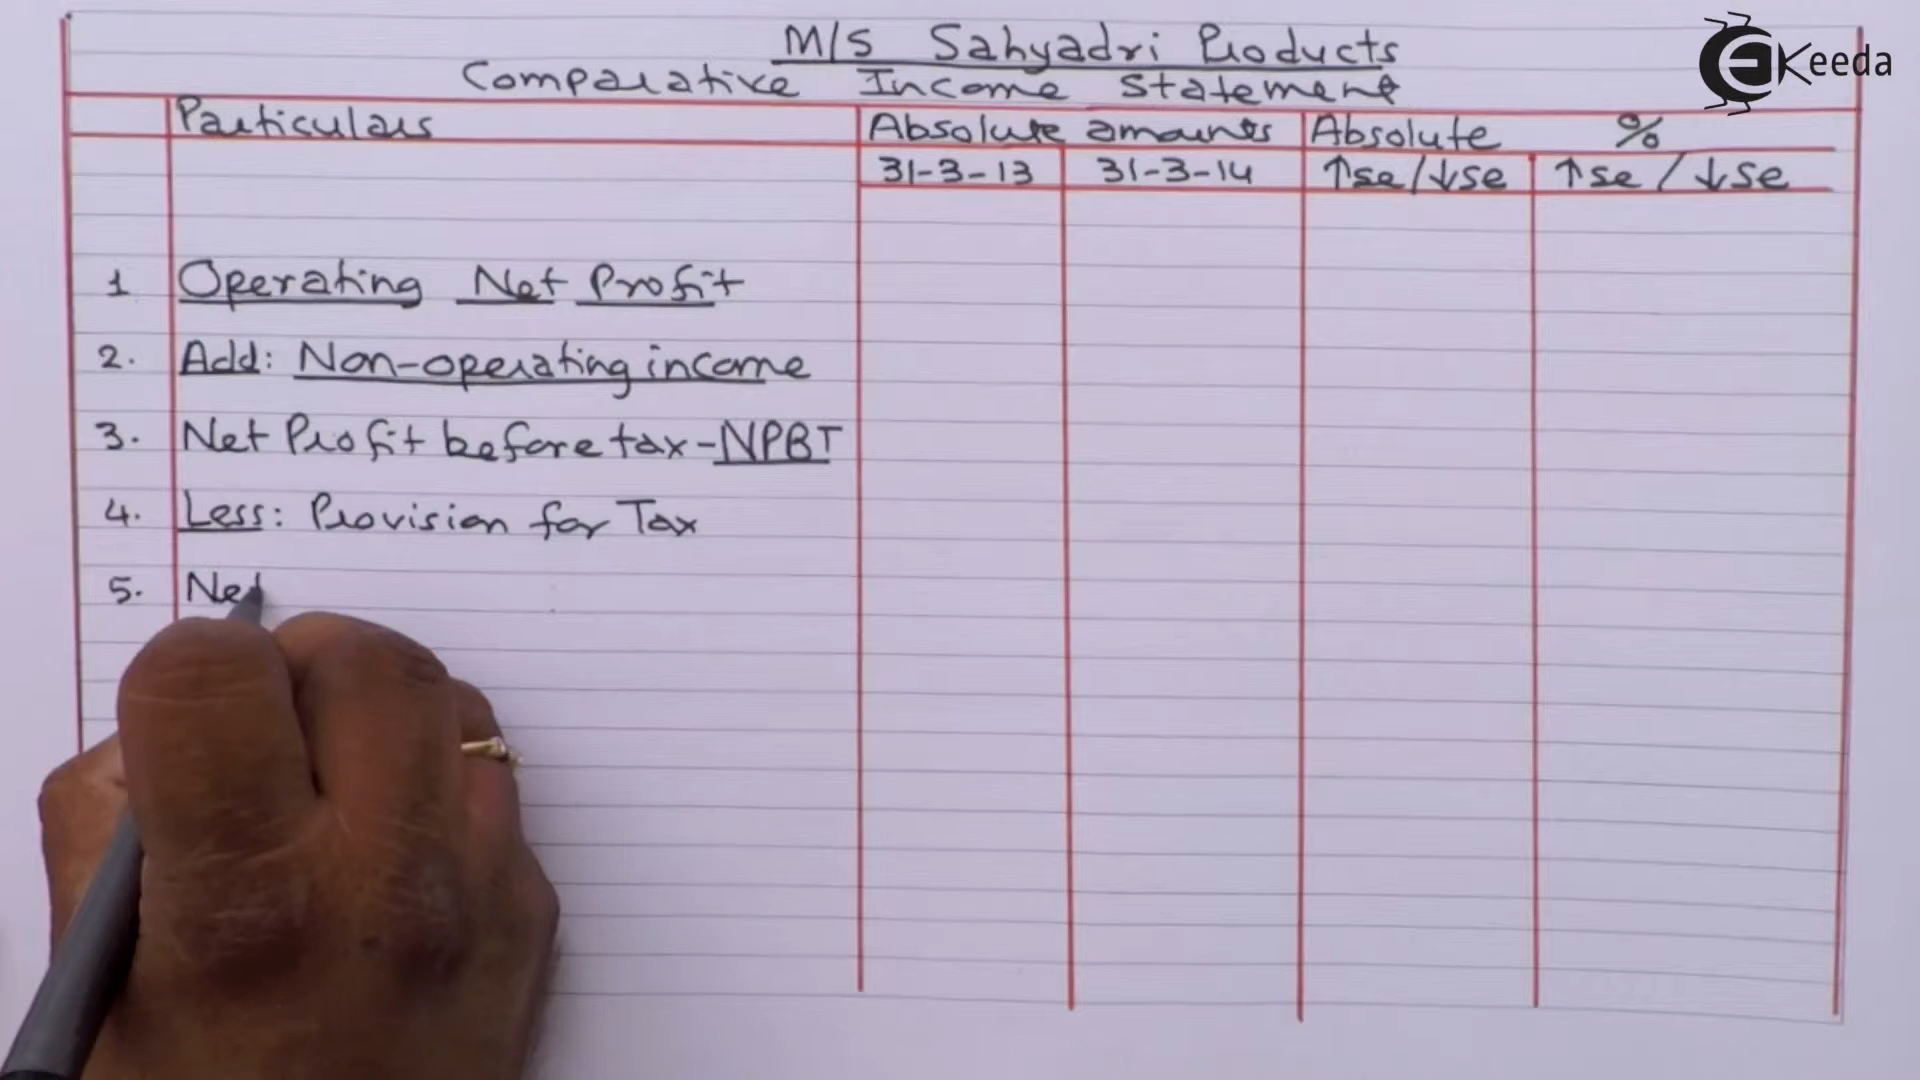 M/S Sahyadri Products
Comparative Income Statement
Keeda
Particulars Absolute amounts Absolute %
31-3-13 31-3-14 ↑se/↓se ↑se/↓se
1 Operating Net Profit
2. Add: Non-operating income
3. Net Profit before tax-NPBT
4. Less: Provision for Tax
5. Net